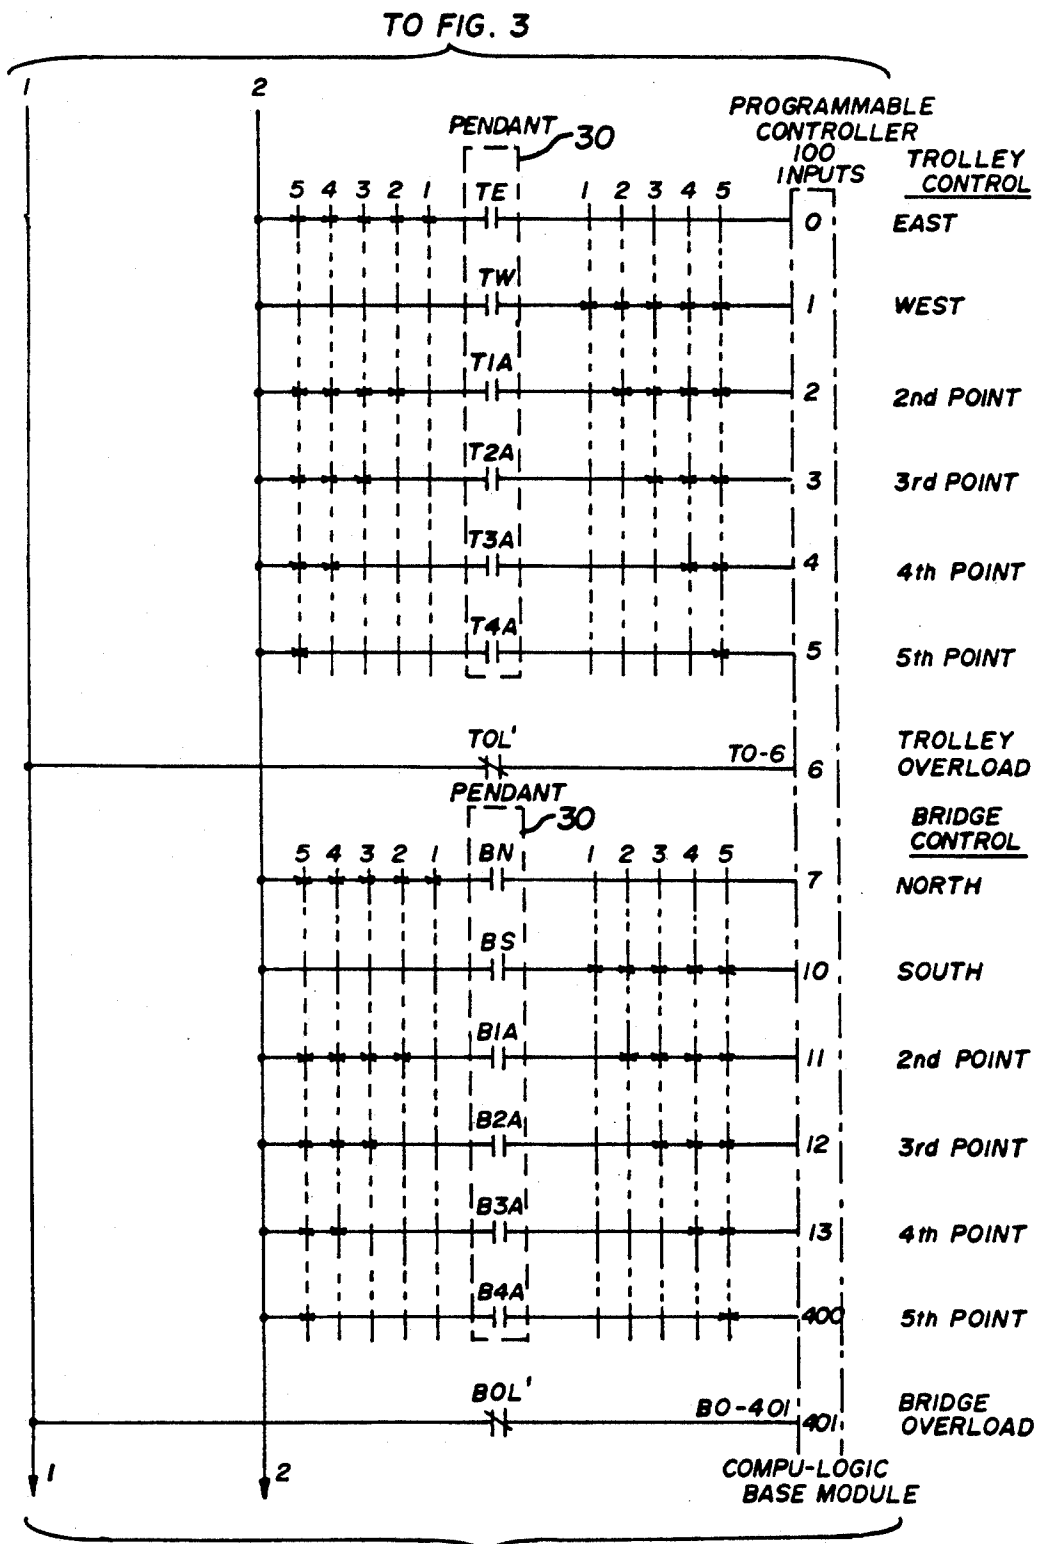 TO FIG. 3
1
2
PENDANT
30
PROGRAMMABLE
CONTROLLER
100
INPUTS
TROLLEY
CONTROL
5 4 3 2 1 TE 1 2 3 4 5
0 EAST
TW
1 WEST
T1A
2 2nd POINT
T2A
3 3rd POINT
T3A
4 4th POINT
T4A
5 5th POINT
TOL' TO-6 6
TROLLEY
OVERLOAD
PENDANT
30
BRIDGE
CONTROL
5 4 3 2 1 BN 1 2 3 4 5
7 NORTH
BS
10 SOUTH
B1A
11 2nd POINT
B2A
12 3rd POINT
B3A
13 4th POINT
B4A
400 5th POINT
BOL' BO-401 401
BRIDGE
OVERLOAD
1
2
COMPU-LOGIC
BASE MODULE